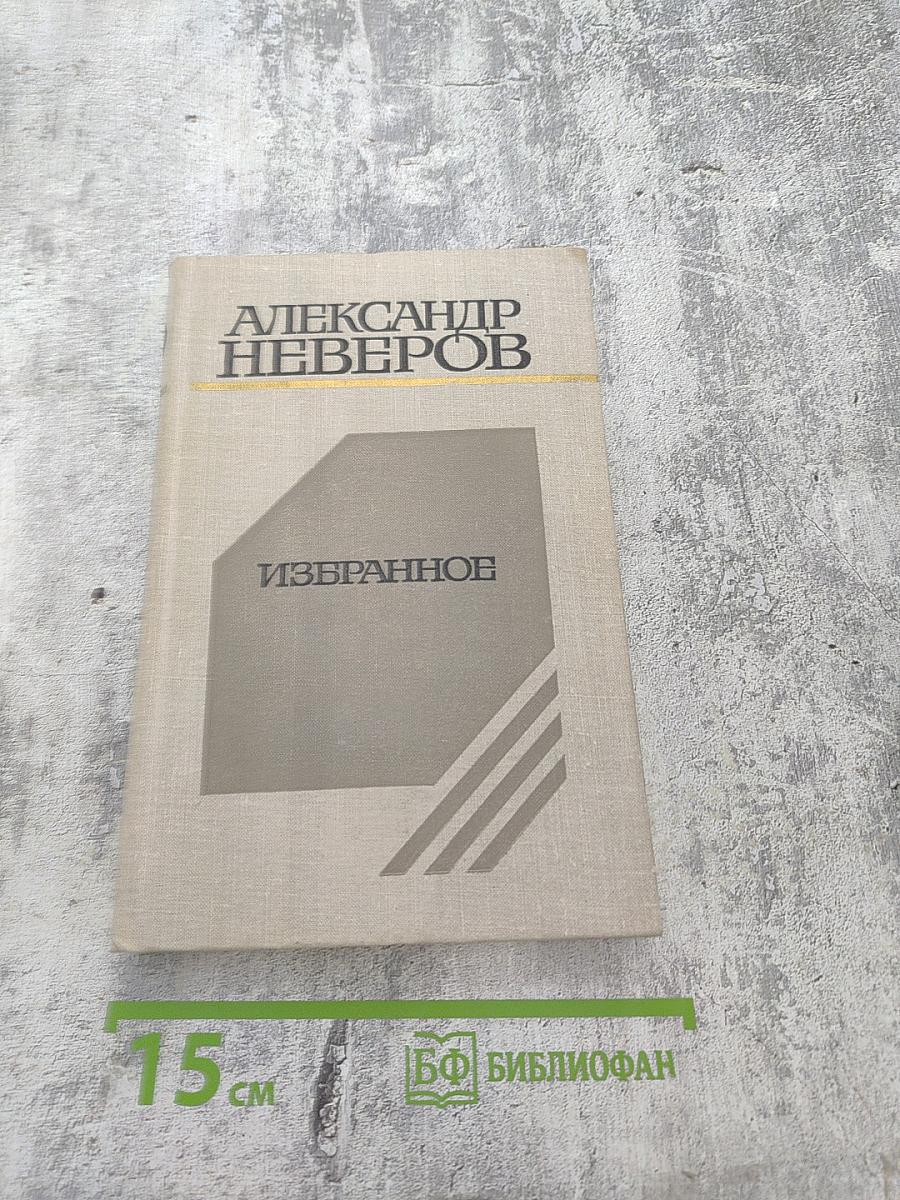 АЛЕКСАНДР
НЕВЕРОВ
ИЗБРАННОЕ
15 см
БФ БИБЛИОФАН